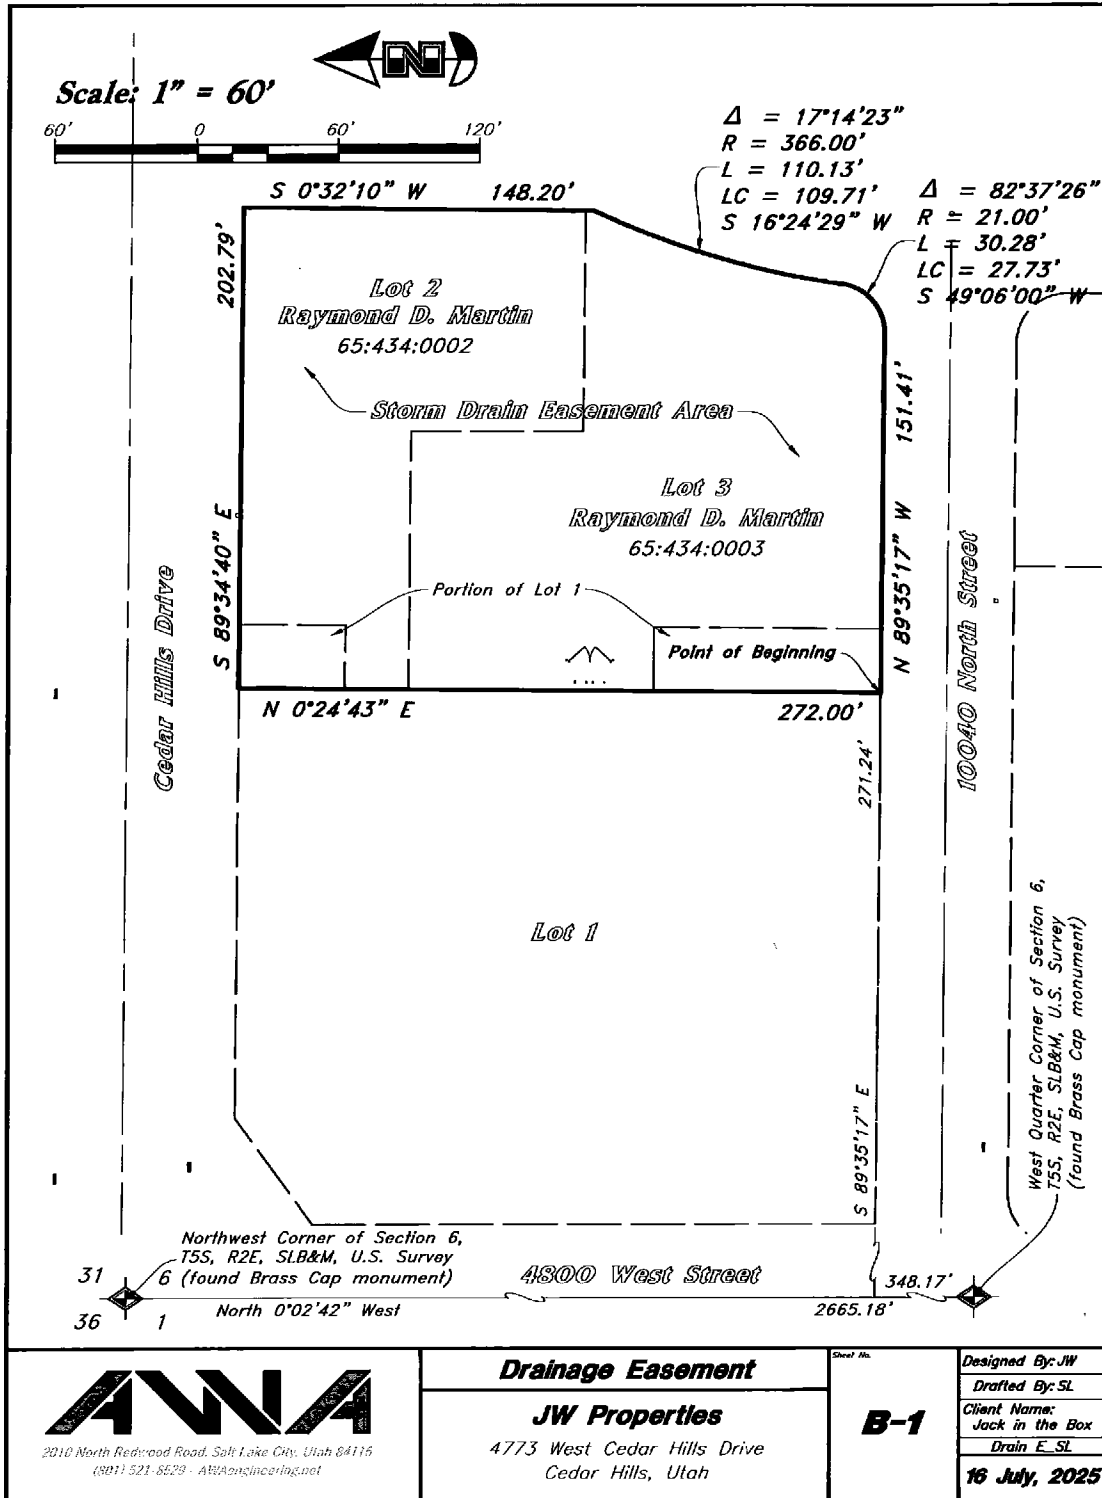 N
Scale: 1" = 60'
60' 0 60' 120'
S 0°32'10" W 148.20'
Δ = 17°14'23"
R = 366.00'
L = 110.13'
LC = 109.71'
S 16°24'29" W
Δ = 82°37'26"
R = 21.00'
L = 30.28'
LC = 27.73'
S 49°06'00" W
202.79'
S 89°34'40" E
Lot 2
Raymond D. Martin
65:434:0002
Storm Drain Easement Area
151.41'
N 89°35'17" W
Lot 3
Raymond D. Martin
65:434:0003
Portion of Lot 1
Point of Beginning
Cedar Hills Drive
10040 North Street
N 0°24'43" E 272.00'
271.24'
S 89°35'17" E
Lot 1
West Quarter Corner of Section 6,
T5S, R2E, SLB&M, U.S. Survey
(found Brass Cap monument)
Northwest Corner of Section 6,
T5S, R2E, SLB&M, U.S. Survey
(found Brass Cap monument)
31 6
36 1
4800 West Street
348.17'
North 0°02'42" West
2665.18'
AWA
2010 North Redwood Road, Salt Lake City, Utah 84116
(801) 521-8529 - AWAengineering.net
Drainage Easement
JW Properties
4773 West Cedar Hills Drive
Cedar Hills, Utah
Sheet No.
B-1
Designed By: JW
Drafted By: SL
Client Name:
Jack in the Box
Drain E_SL
16 July, 2025